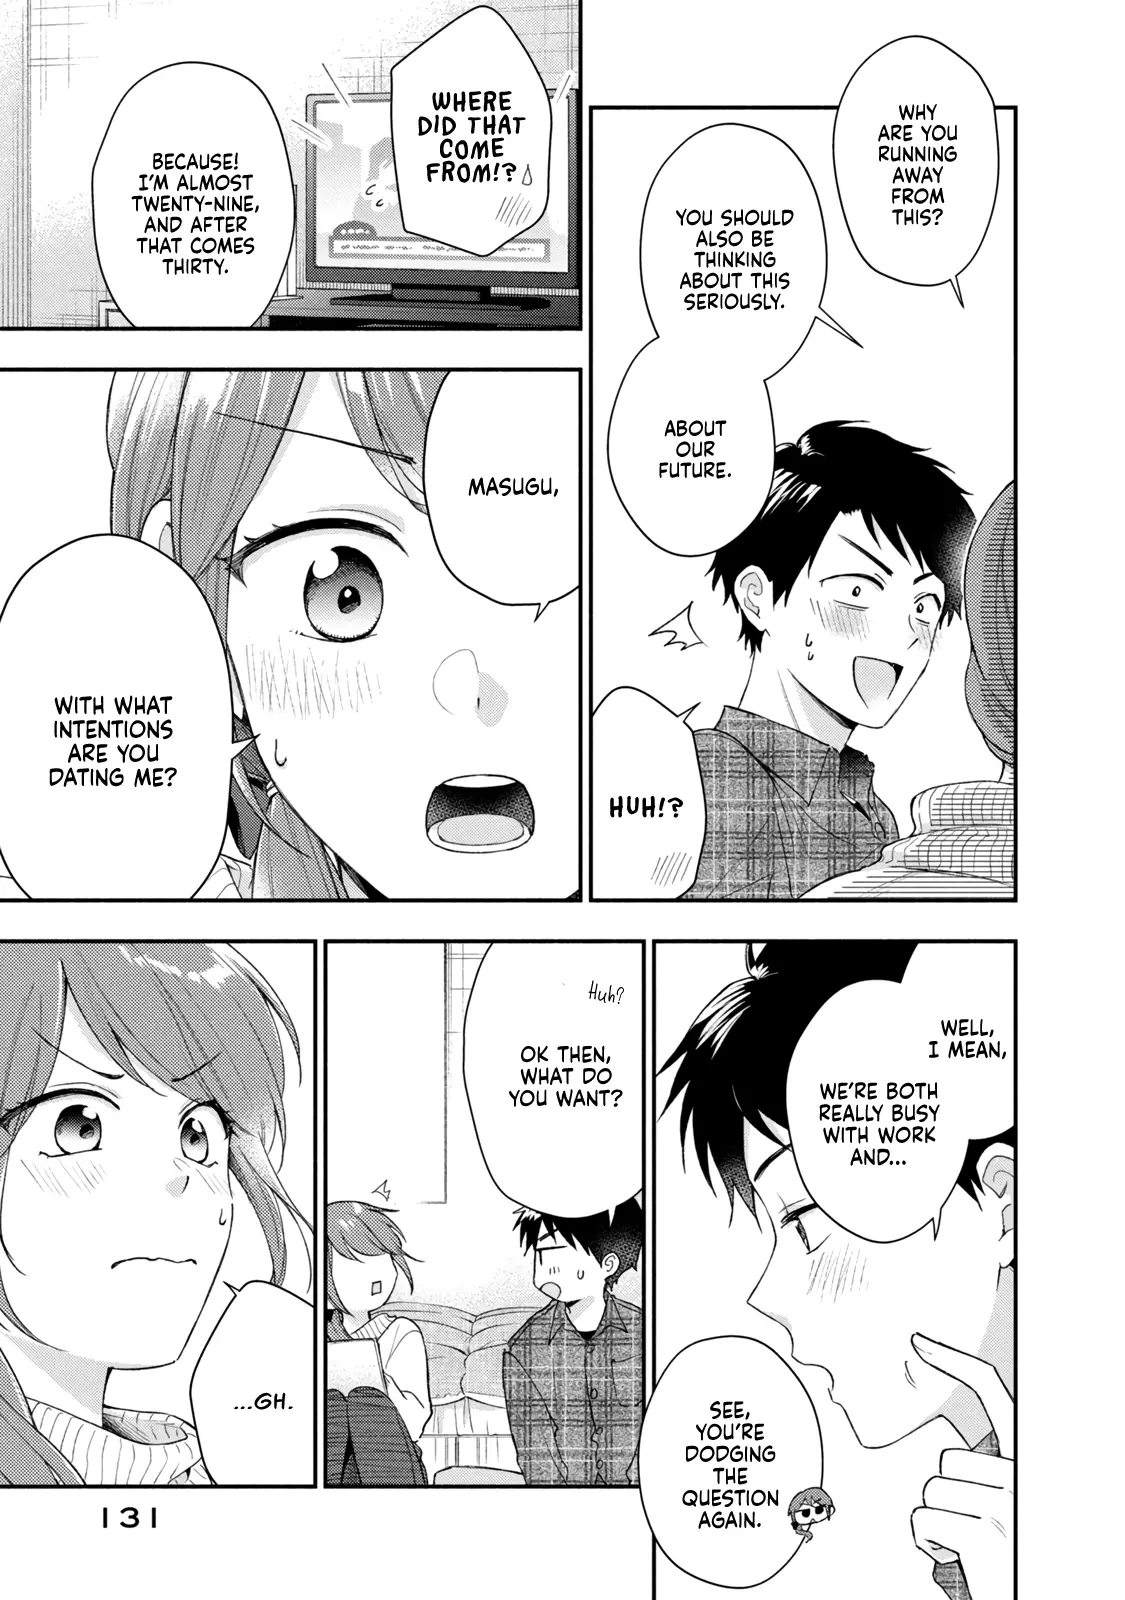 WHY
ARE YOU
RUNNING
AWAY
FROM
THIS?
YOU SHOULD
ALSO BE
THINKING
ABOUT THIS
SERIOUSLY.
ABOUT
OUR
FUTURE.
HUH!?
WHERE
DID THAT
COME
FROM!?
BECAUSE!
I'M ALMOST
TWENTY-NINE,
AND AFTER
THAT COMES
THIRTY.
MASUGU,
WITH WHAT
INTENTIONS
ARE YOU
DATING ME?
WELL,
I MEAN,
WE'RE BOTH
REALLY BUSY
WITH WORK
AND...
SEE,
YOU'RE
DODGING
THE
QUESTION
AGAIN.
Huh?
OK THEN,
WHAT DO
YOU WANT?
...GH.
131